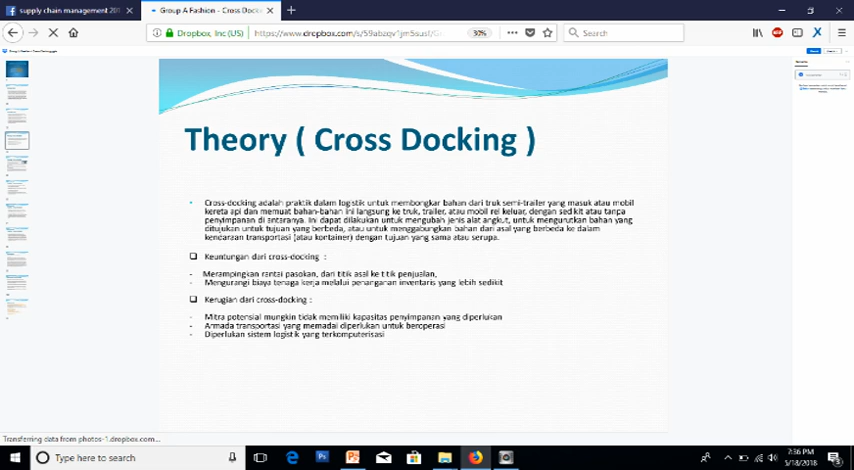 supply chain management 201
Group A Fashion - Cross Docki
Dropbox, Inc (US)
https://www.dropbox.com/s/59abzqv1jm5susl/Gr
30%
Search
Theory ( Cross Docking )
• Cross-docking adalah praktik dalam logistik untuk membongkar bahan dari truk semi-trailer yang masuk atau mobil
kereta api dan memuat bahan-bahan ini langsung ke truk, trailer, atau mobil rel keluar, dengan sedikit atau tanpa
penyimpanan di antaranya. Ini dapat dilakukan untuk mengubah jenis alat angkut, untuk mengurutkan bahan yang
ditujukan untuk tujuan yang berbeda, atau untuk menggabungkan bahan dari asal yang berbeda ke dalam
kendaraan transportasi (atau kontainer) dengan tujuan yang sama atau serupa.
Keuntungan dari cross-docking :
- Merampingkan rantai pasokan, dari titik asal ke titik penjualan,
- Mengurangi biaya tenaga kerja melalui penanganan inventaris yang lebih sedikit
Kerugian dari cross-docking :
- Mitra potensial mungkin tidak memiliki kapasitas penyimpanan yang diperlukan
- Armada transportasi yang memadai diperlukan untuk beroperasi
- Diperlukan sistem logistik yang terkomputerisasi
Transferring data from photos-1.dropbox.com...
Type here to search
7:36 PM
5/18/2018